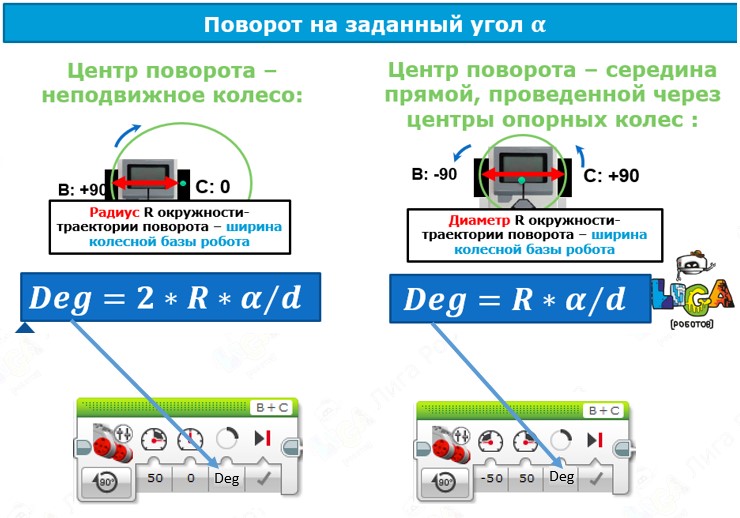 Поворот на заданный угол α
Центр поворота –
неподвижное колесо:
B: +90
C: 0
Радиус R окружности-
траектории поворота – ширина
колесной базы робота
Deg = 2 * R * α/d
B + C
90°
50
0
Deg
Центр поворота – середина
прямой, проведенной через
центры опорных колес :
B: -90
C: +90
Диаметр R окружности-
траектории поворота – ширина
колесной базы робота
Deg = R * α/d
LIGA
[РОБОТОВ]
B + C
90°
-50
50
Deg